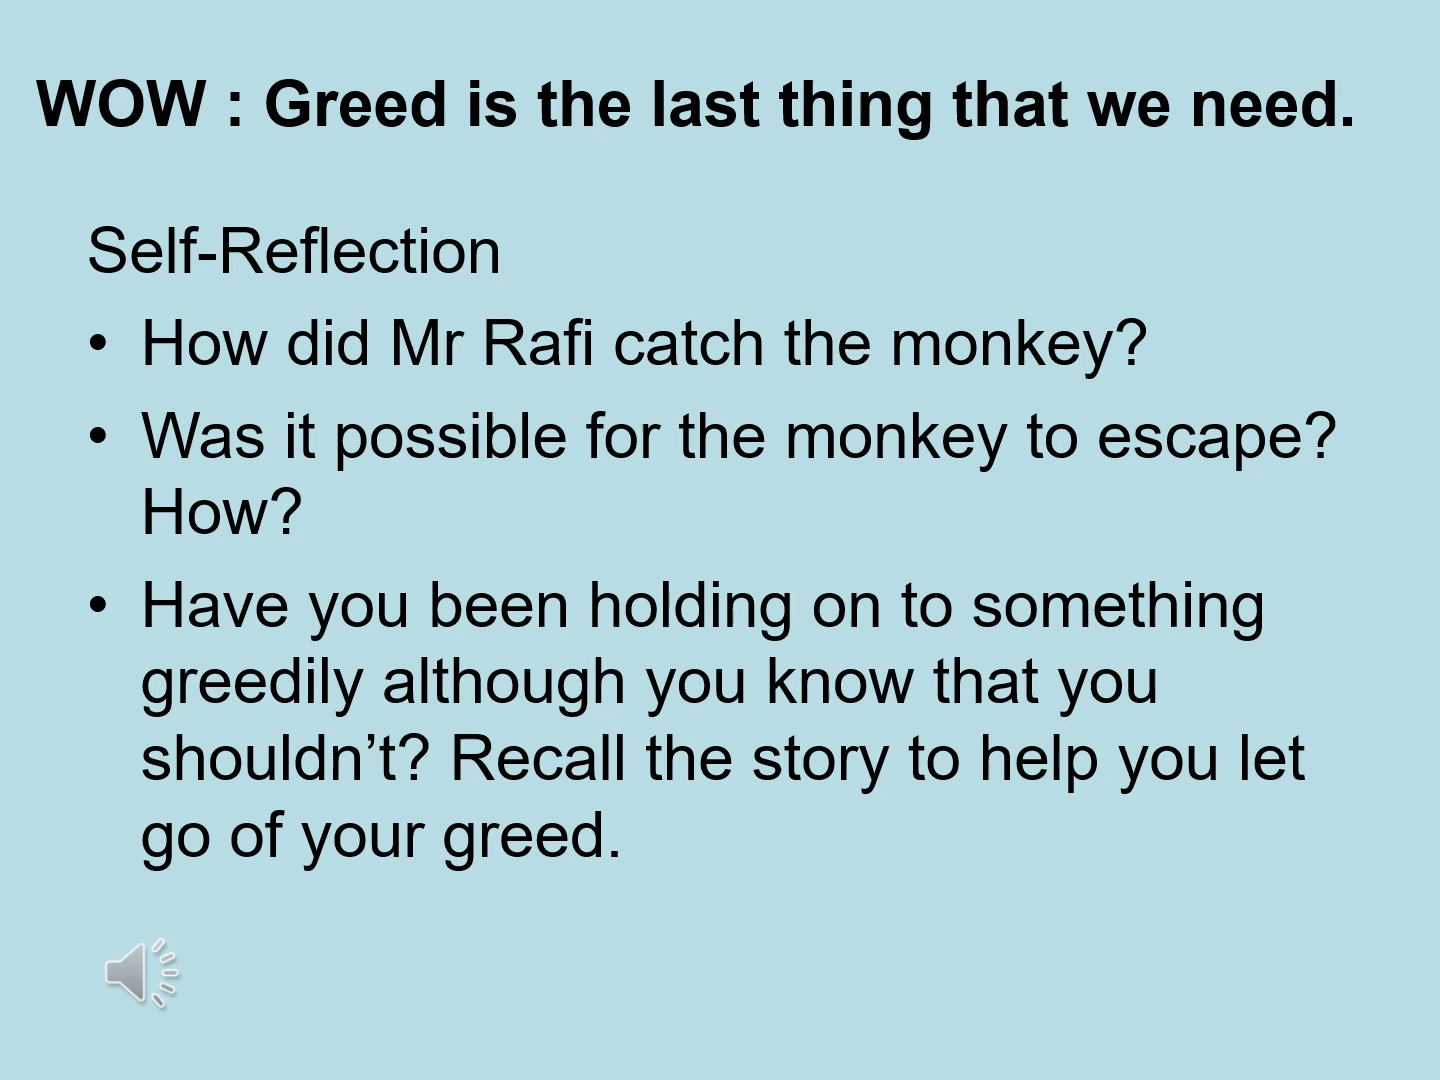 WOW : Greed is the last thing that we need.
Self-Reflection
• How did Mr Rafi catch the monkey?
• Was it possible for the monkey to escape?
How?
• Have you been holding on to something
greedily although you know that you
shouldn’t? Recall the story to help you let
go of your greed.